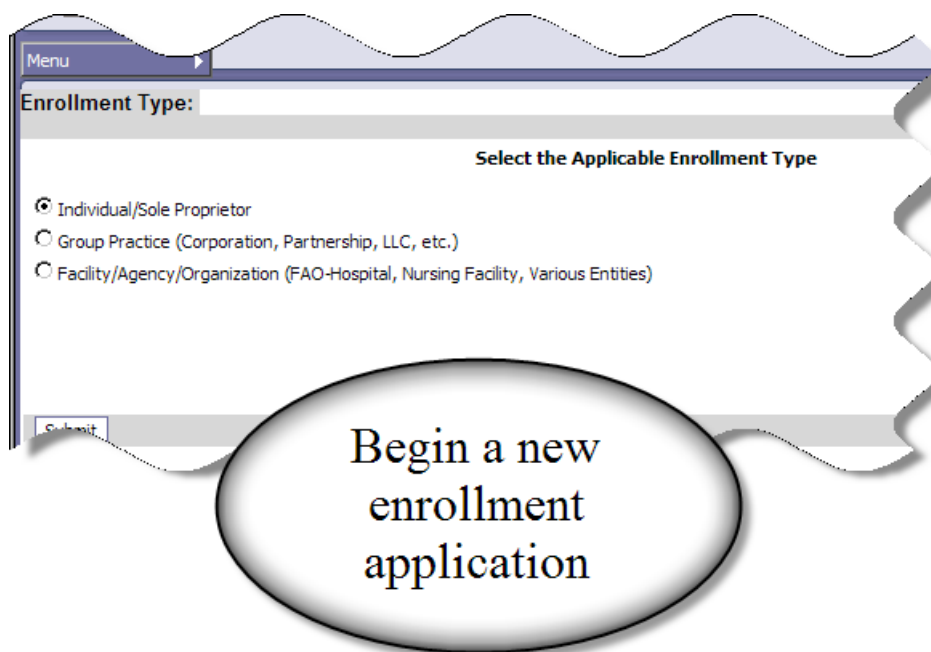 Menu
Enrollment Type:
Select the Applicable Enrollment Type
Individual/Sole Proprietor
Group Practice (Corporation, Partnership, LLC, etc.)
Facility/Agency/Organization (FAO-Hospital, Nursing Facility, Various Entities)
Submit
Begin a new
enrollment
application